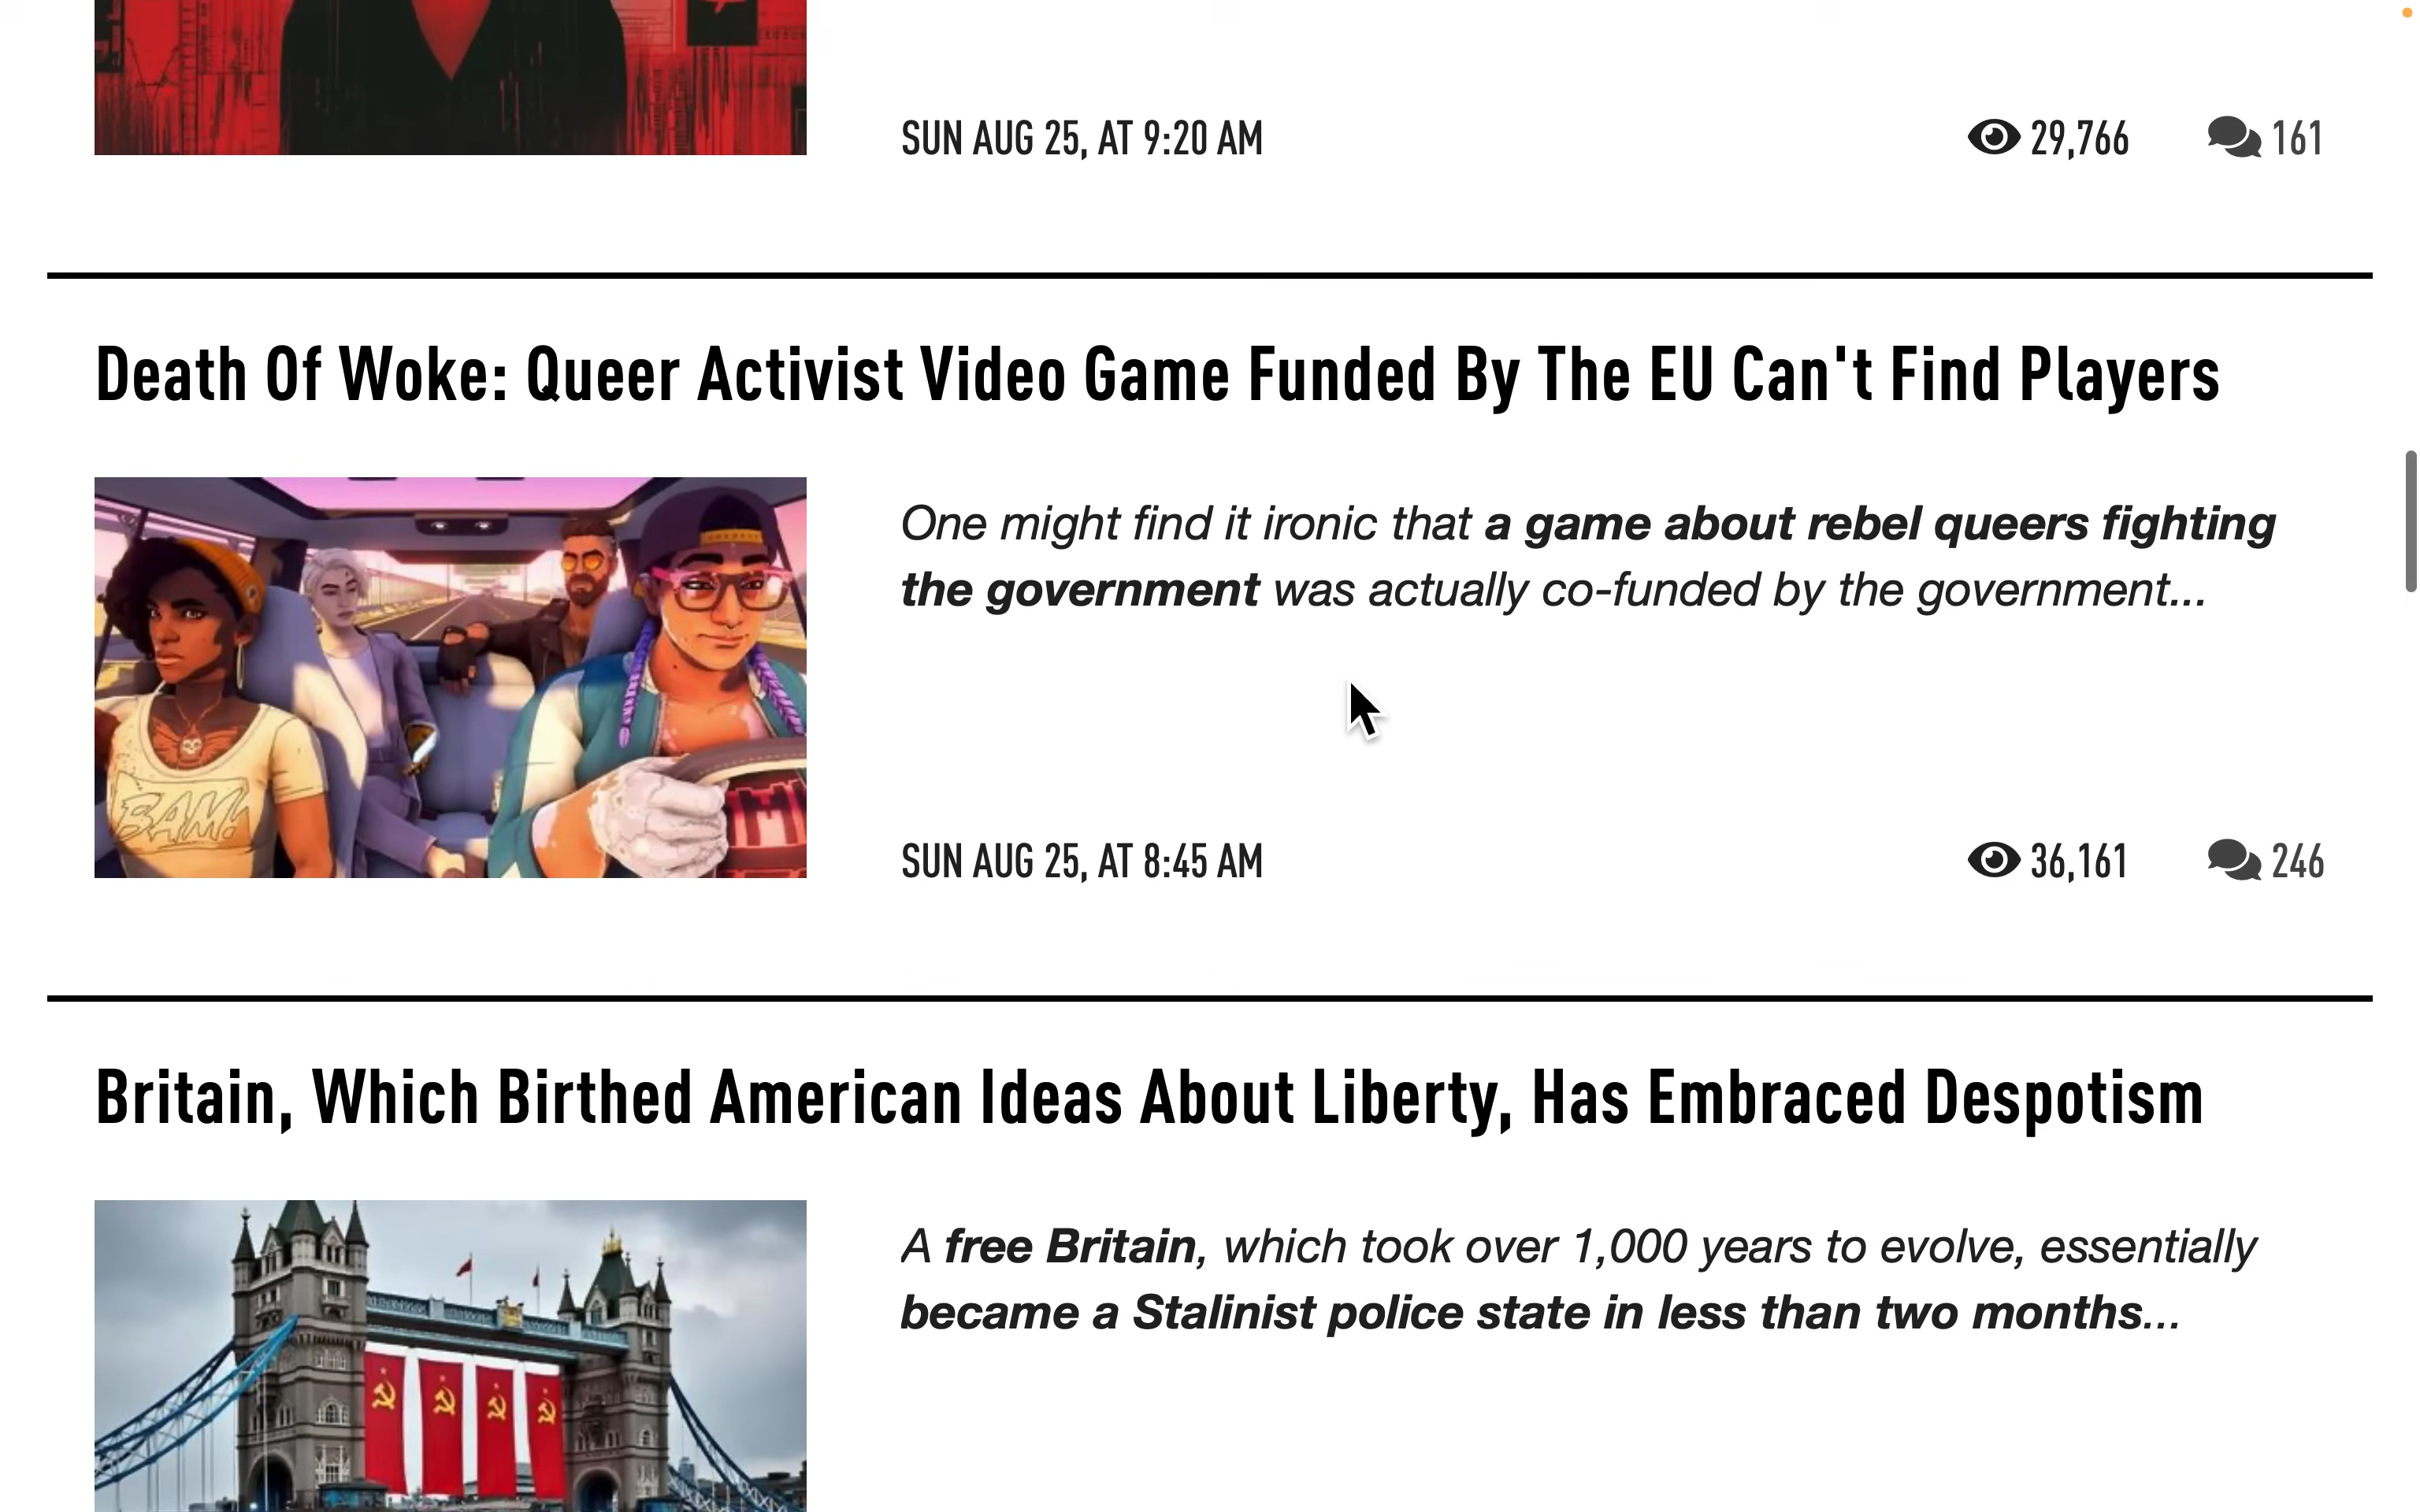 SUN AUG 25, AT 9:20 AM
29,766
161
Death Of Woke: Queer Activist Video Game Funded By The EU Can't Find Players
One might find it ironic that a game about rebel queers fighting
the government was actually co-funded by the government...
BAM!
SUN AUG 25, AT 8:45 AM
36,161
246
Britain, Which Birthed American Ideas About Liberty, Has Embraced Despotism
A free Britain, which took over 1,000 years to evolve, essentially
became a Stalinist police state in less than two months...